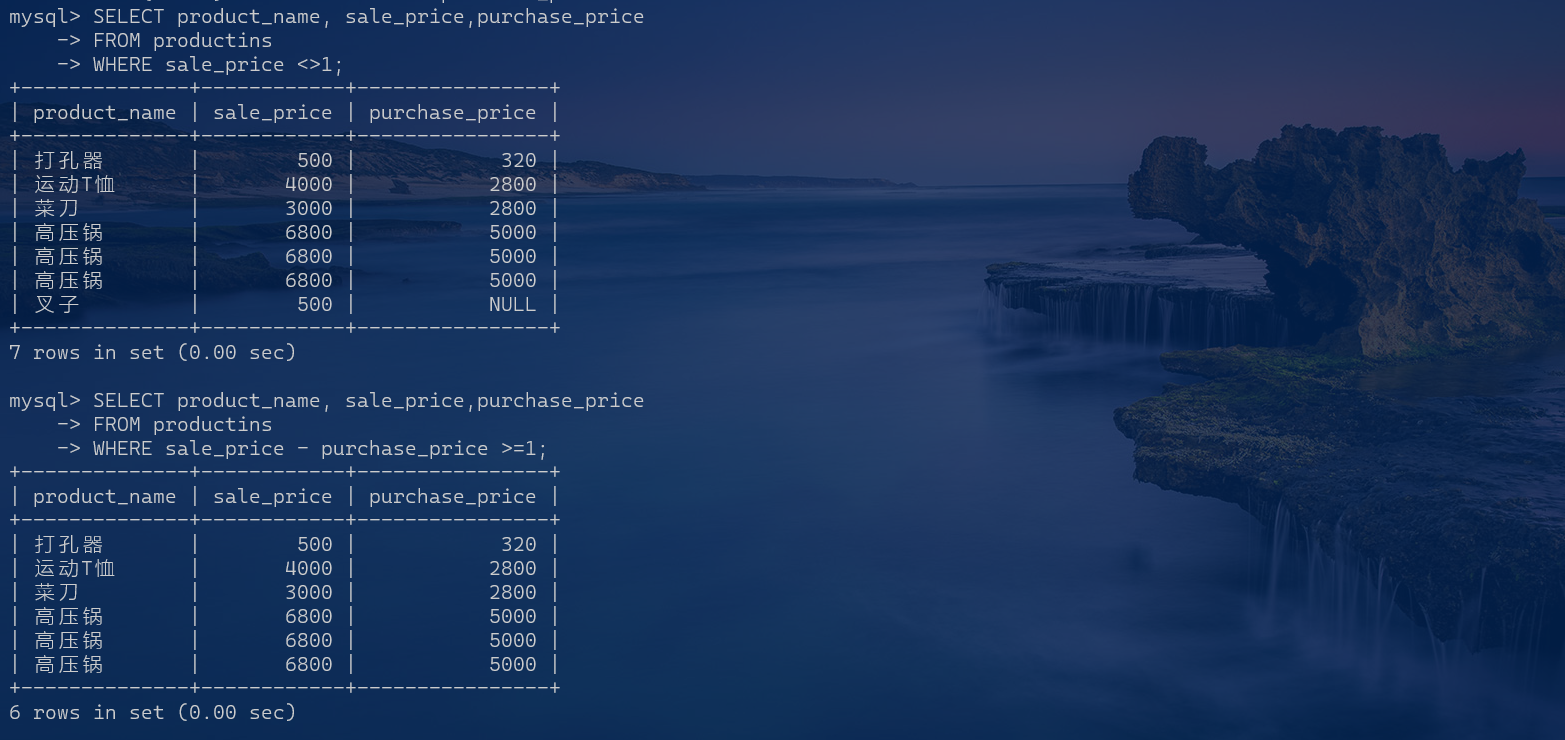 mysql> SELECT product_name, sale_price,purchase_price
    -> FROM productins
    -> WHERE sale_price <>1;
+--------------+------------+----------------+
| product_name | sale_price | purchase_price |
+--------------+------------+----------------+
| 打孔器       |        500 |            320 |
| 运动T恤      |       4000 |           2800 |
| 菜刀         |       3000 |           2800 |
| 高压锅       |       6800 |           5000 |
| 高压锅       |       6800 |           5000 |
| 高压锅       |       6800 |           5000 |
| 叉子         |        500 |           NULL |
+--------------+------------+----------------+
7 rows in set (0.00 sec)

mysql> SELECT product_name, sale_price,purchase_price
    -> FROM productins
    -> WHERE sale_price - purchase_price >=1;
+--------------+------------+----------------+
| product_name | sale_price | purchase_price |
+--------------+------------+----------------+
| 打孔器       |        500 |            320 |
| 运动T恤      |       4000 |           2800 |
| 菜刀         |       3000 |           2800 |
| 高压锅       |       6800 |           5000 |
| 高压锅       |       6800 |           5000 |
| 高压锅       |       6800 |           5000 |
+--------------+------------+----------------+
6 rows in set (0.00 sec)